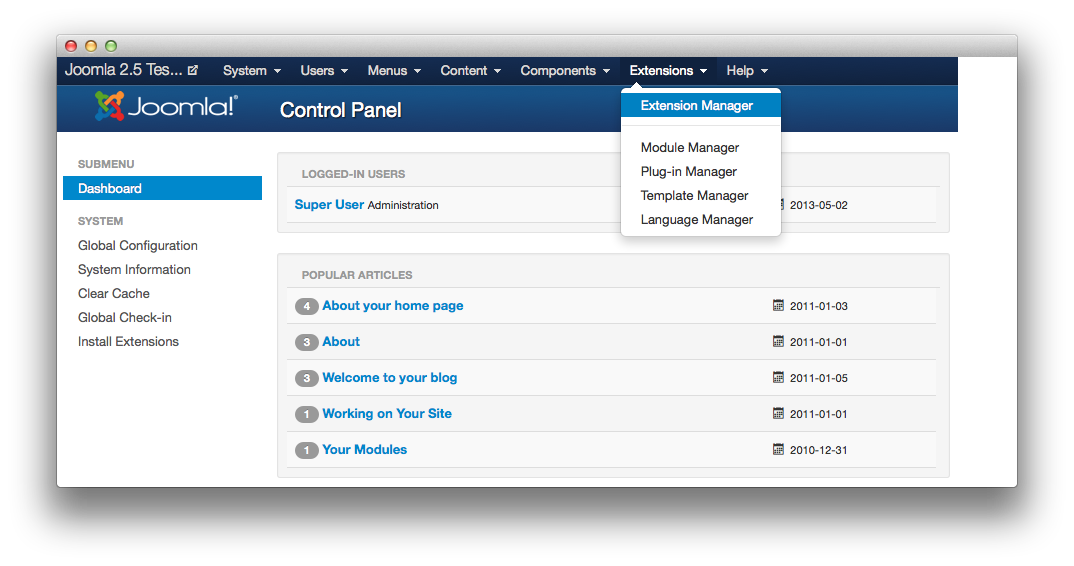 Joomla 2.5 Tes... System Users Menus Content Components Extensions Help
Joomla!® Control Panel
Extension Manager
Module Manager
Plug-in Manager
Template Manager
Language Manager
SUBMENU
Dashboard
SYSTEM
Global Configuration
System Information
Clear Cache
Global Check-in
Install Extensions
LOGGED-IN USERS
Super User Administration 2013-05-02
POPULAR ARTICLES
4 About your home page 2011-01-03
3 About 2011-01-01
3 Welcome to your blog 2011-01-05
1 Working on Your Site 2011-01-01
1 Your Modules 2010-12-31